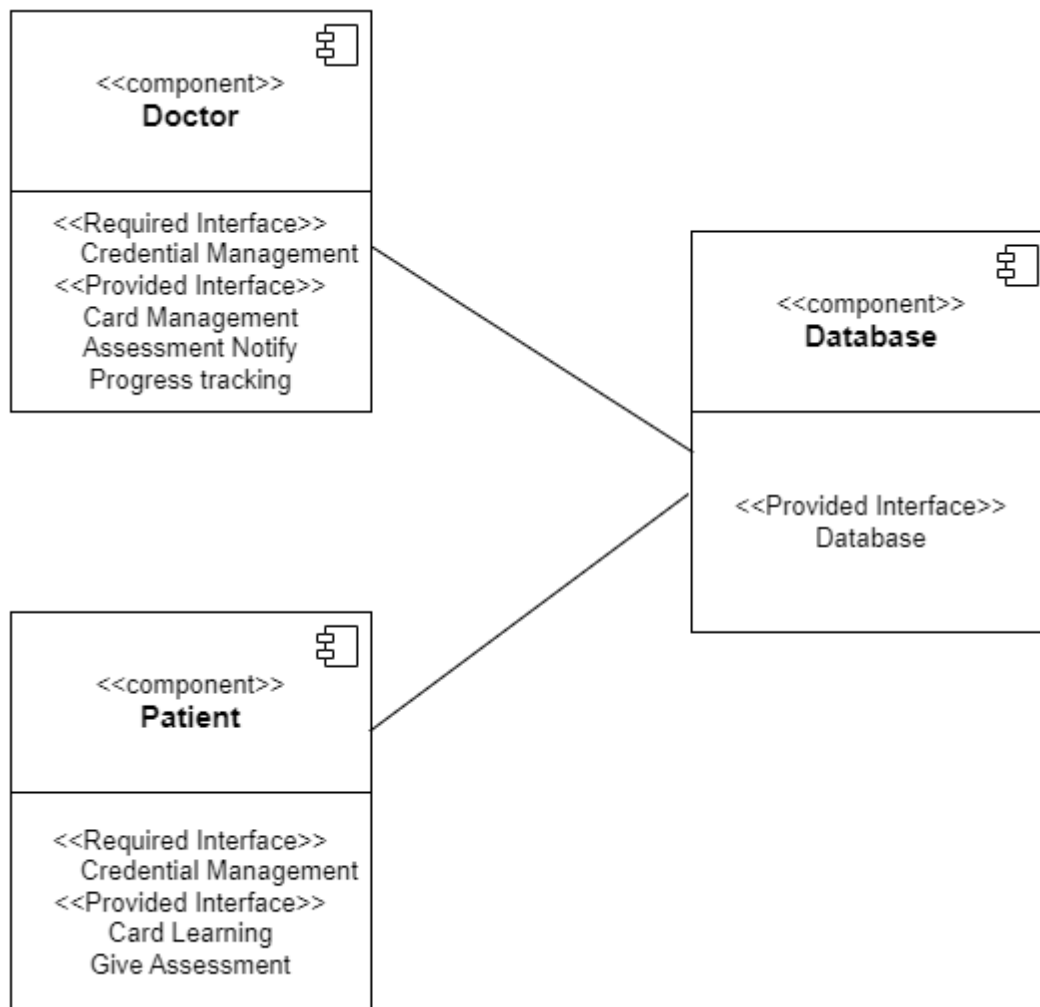 <<component>>
Doctor
<<Required Interface>>
Credential Management
<<Provided Interface>>
Card Management
Assessment Notify
Progress tracking
<<component>>
Database
<<Provided Interface>>
Database
<<component>>
Patient
<<Required Interface>>
Credential Management
<<Provided Interface>>
Card Learning
Give Assessment